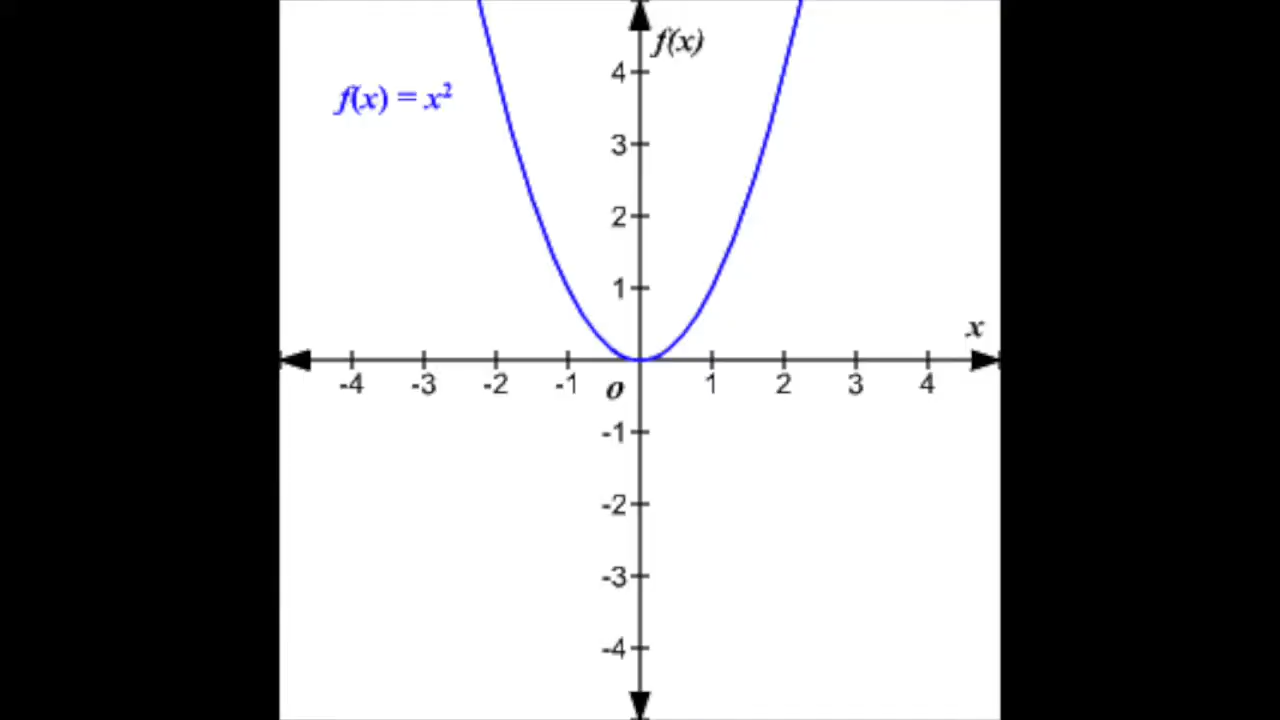 f(x)
4
f(x) = x²
3
2
1
x
-4 -3 -2 -1 o 1 2 3 4
-1
-2
-3
-4